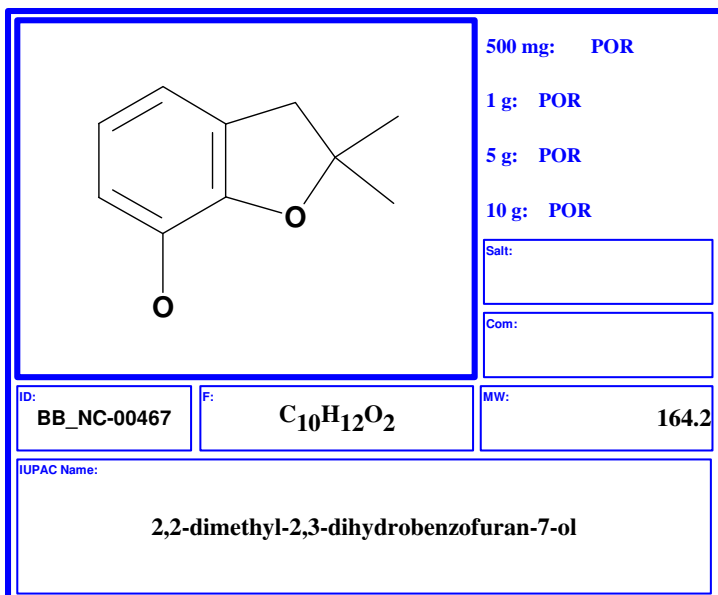 500 mg: POR
1 g: POR
5 g: POR
10 g: POR
O
O
Salt:
Com:
ID:
BB_NC-00467
F:
C10H12O2
MW:
164.2
IUPAC Name:
2,2-dimethyl-2,3-dihydrobenzofuran-7-ol